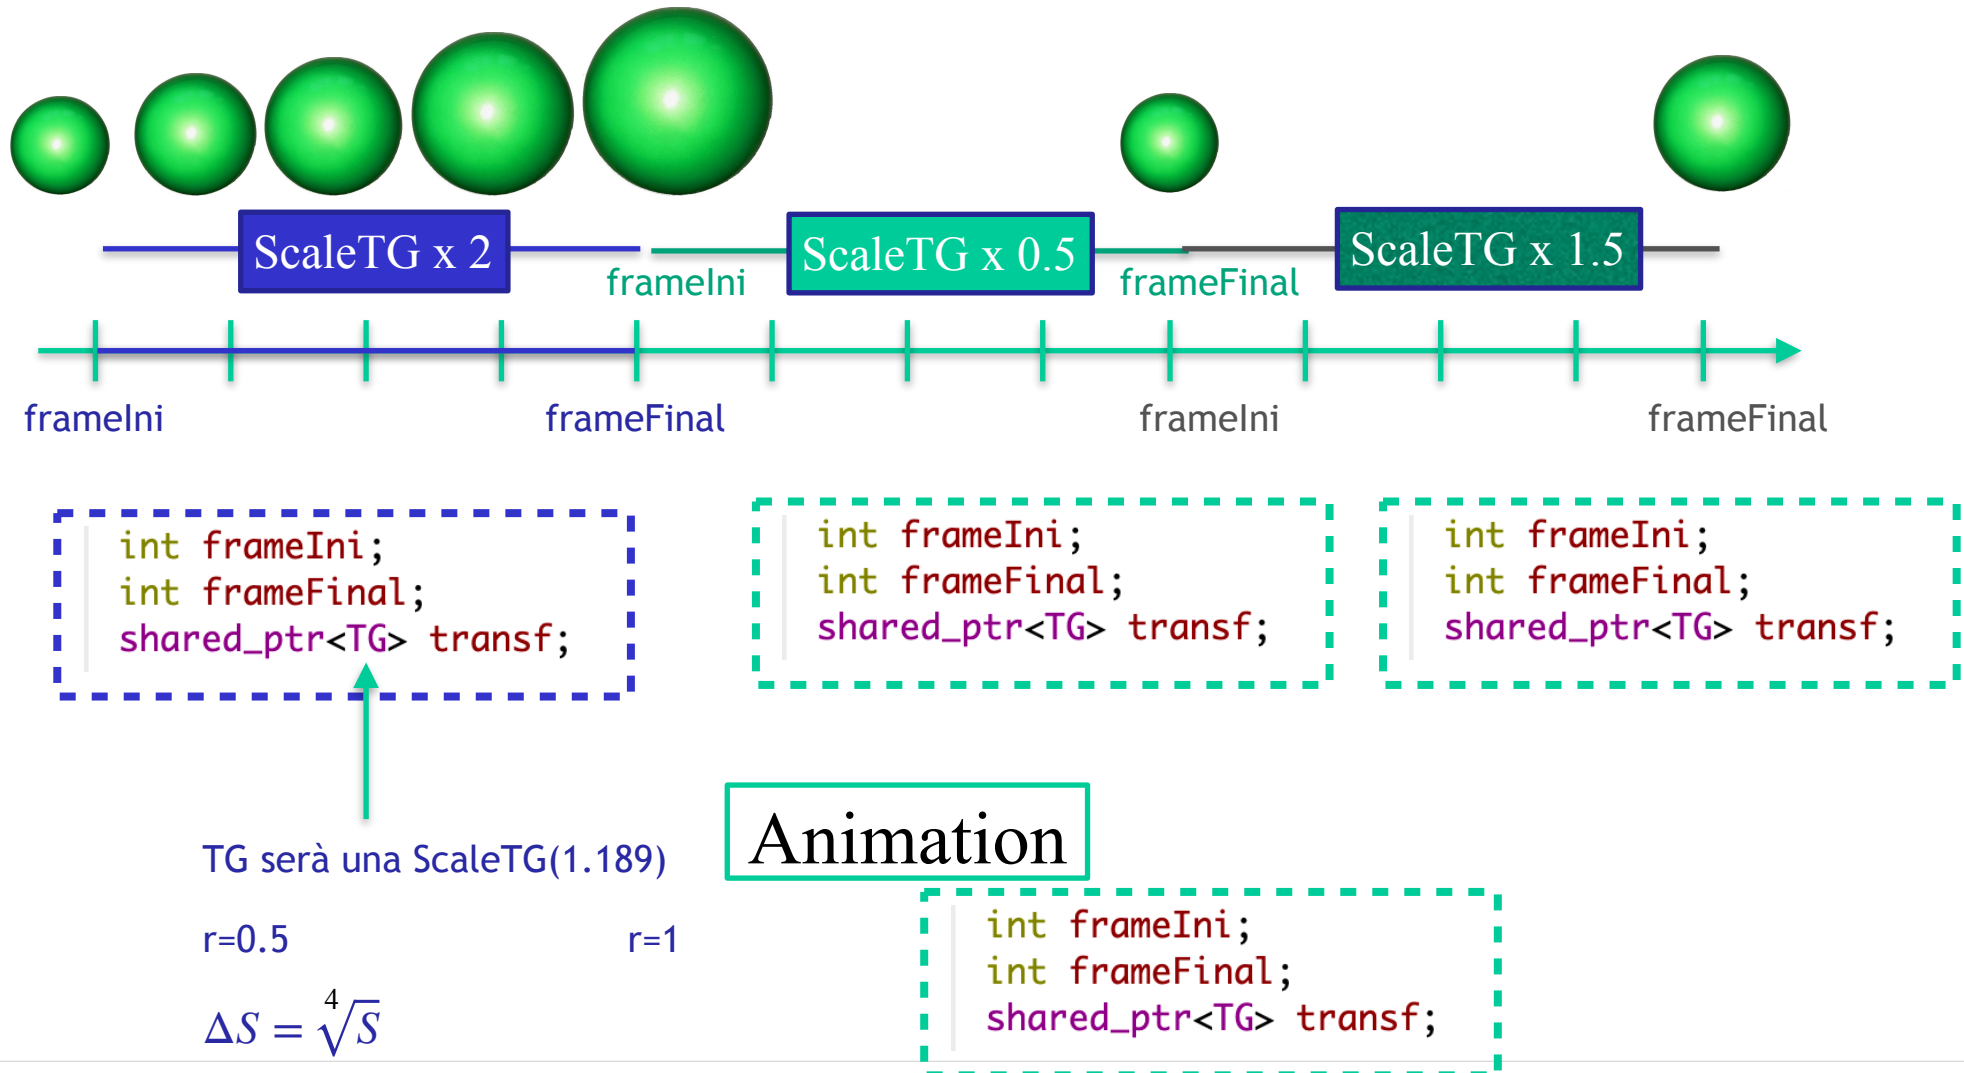 ScaleTG x 2
ScaleTG x 0.5
ScaleTG x 1.5
frameIni
frameFinal
frameIni
frameFinal
frameIni
frameFinal
int frameIni;
int frameFinal;
shared_ptr<TG> transf;
int frameIni;
int frameFinal;
shared_ptr<TG> transf;
int frameIni;
int frameFinal;
shared_ptr<TG> transf;
TG serà una ScaleTG(1.189)
r=0.5
r=1
ΔS = ∜S
Animation
int frameIni;
int frameFinal;
shared_ptr<TG> transf;